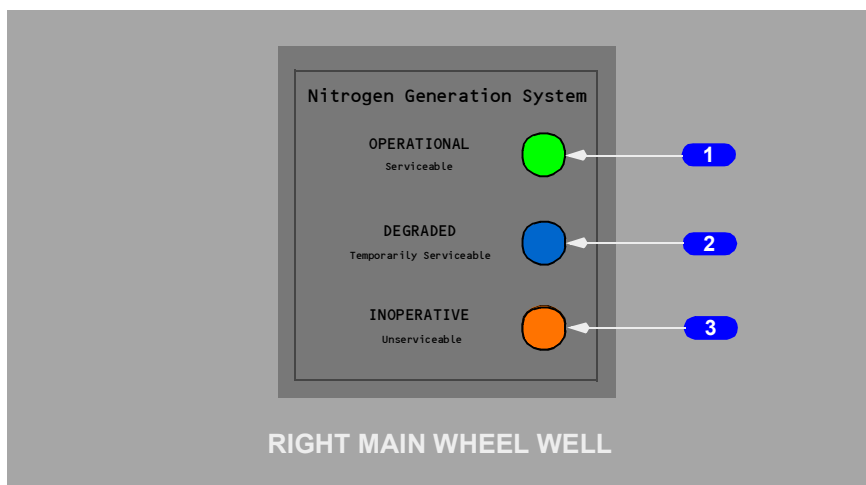 Nitrogen Generation System
OPERATIONAL
Serviceable
1
DEGRADED
Temporarily Serviceable
2
INOPERATIVE
Unserviceable
3
RIGHT MAIN WHEEL WELL